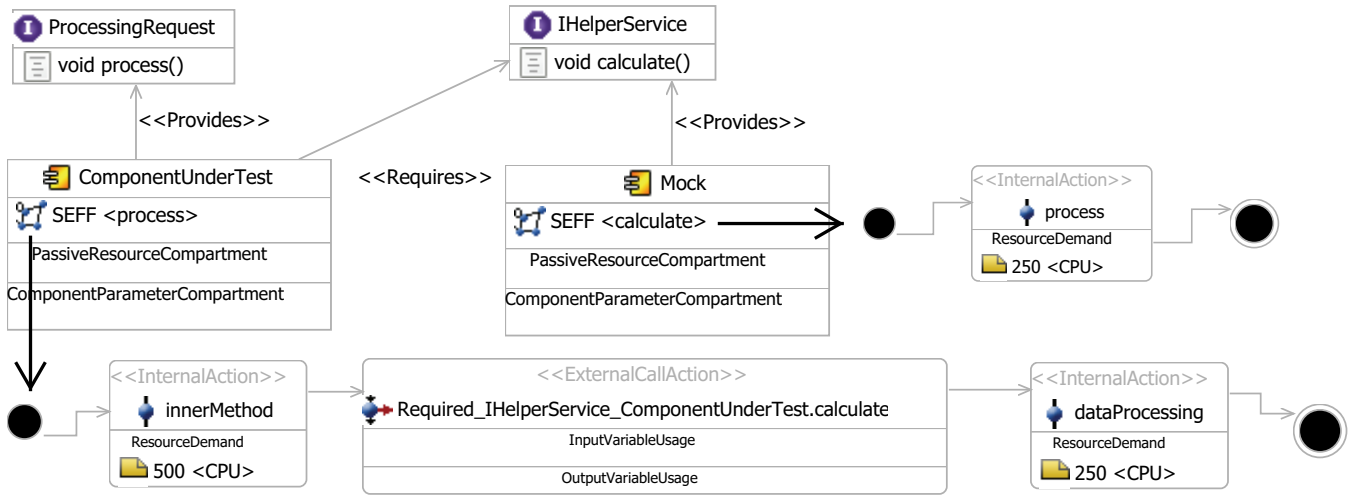 I ProcessingRequest
void process()
I IHelperService
void calculate()
<<Provides>>
<<Provides>>
<<Requires>>
ComponentUnderTest
SEFF <process>
PassiveResourceCompartment
ComponentParameterCompartment
Mock
SEFF <calculate>
PassiveResourceCompartment
ComponentParameterCompartment
<<InternalAction>>
process
ResourceDemand
250 <CPU>
<<InternalAction>>
innerMethod
ResourceDemand
500 <CPU>
<<ExternalCallAction>>
Required_IHelperService_ComponentUnderTest.calculate
InputVariableUsage
OutputVariableUsage
<<InternalAction>>
dataProcessing
ResourceDemand
250 <CPU>